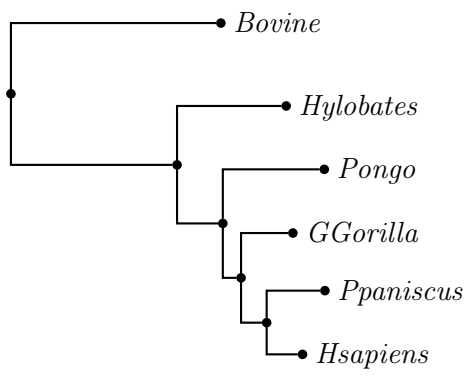 Bovine
Hylobates
Pongo
GGorilla
Ppaniscus
Hsapiens